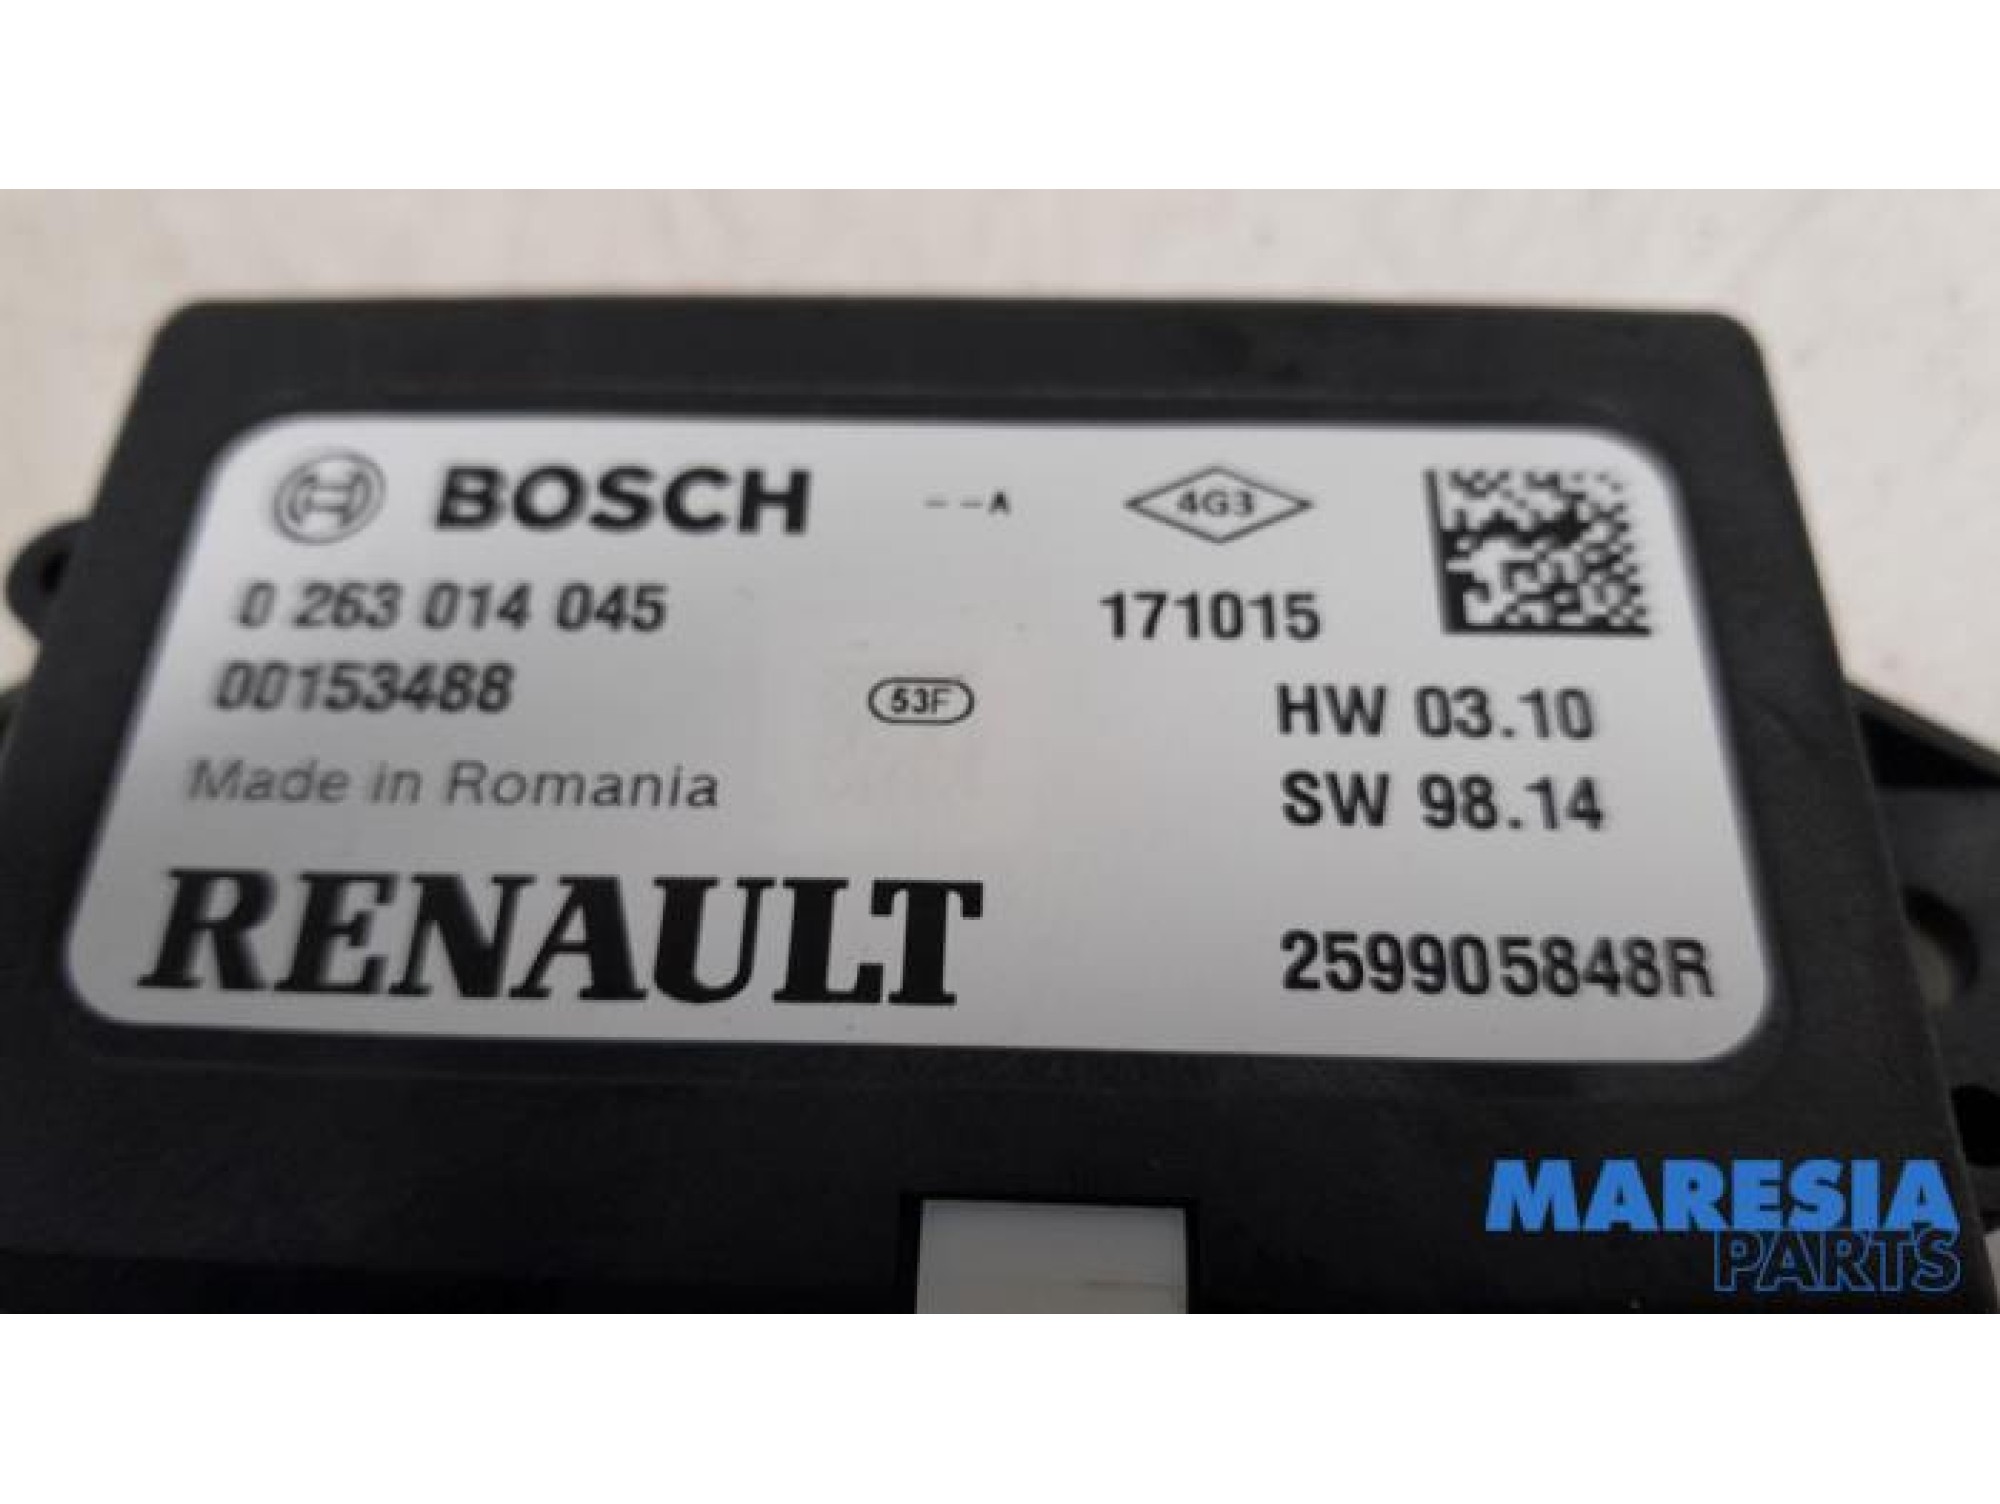 BOSCH --A 4G3
0 263 014 045 171015
00153488 53F HW 03.10
Made in Romania SW 98.14
RENAULT 259905848R
MARESIA
PARTS